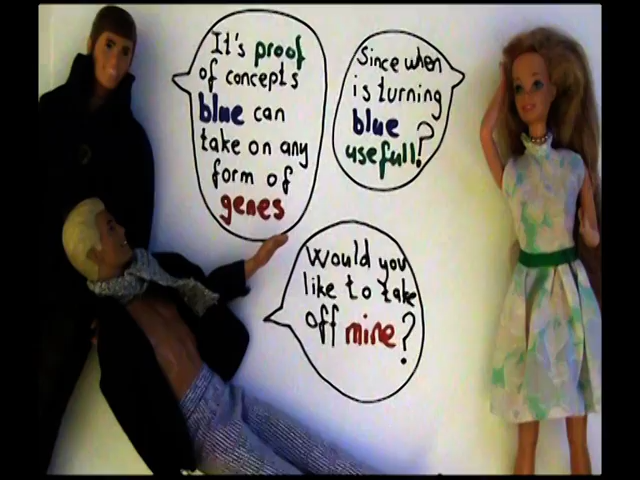 It's proof
of concepts
blue can
take on any
form of
genes
Since when
is turning
blue
usefull?
Would you
like to take
off mine?